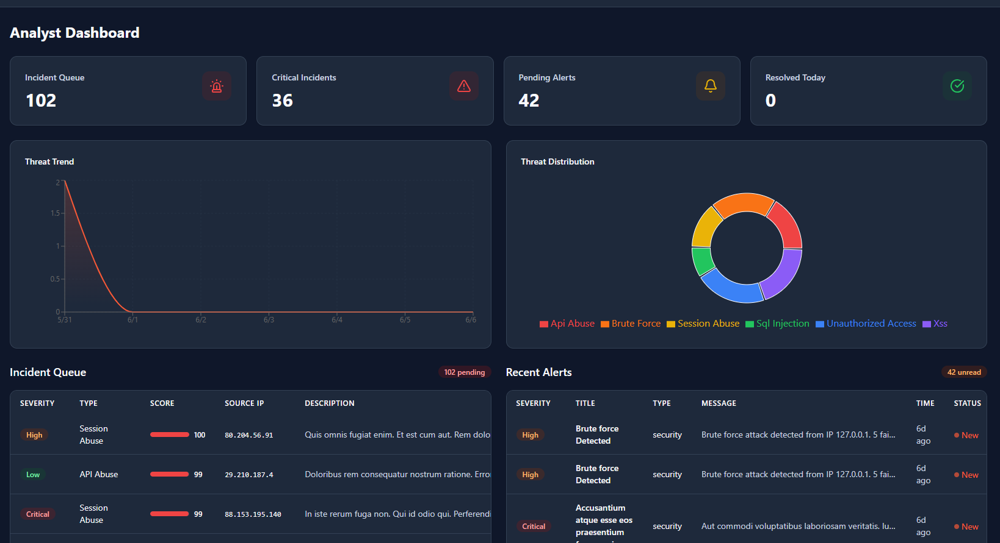 Analyst Dashboard
Incident Queue
102
Critical Incidents
36
Pending Alerts
42
Resolved Today
0
Threat Trend
2
1.5
1
0.5
0
5/31 6/1 6/2 6/3 6/4 6/5 6/6
Threat Distribution
Api Abuse Brute Force Session Abuse Sql Injection Unauthorized Access Xss
Incident Queue
102 pending
SEVERITY TYPE SCORE SOURCE IP DESCRIPTION
High Session Abuse 100 80.204.56.91 Quis omnis fugiat enim. Et est cum aut. Rem dolo
Low API Abuse 99 29.210.187.4 Doloribus rem consequatur nostrum ratione. Erro
Critical Session Abuse 99 88.153.195.140 In iste rerum fuga non. Qui id odio qui. Perferendi
Recent Alerts
42 unread
SEVERITY TITLE TYPE MESSAGE TIME STATUS
High Brute force Detected security Brute force attack detected from IP 127.0.0.1. 5 fai... 6d ago New
High Brute force Detected security Brute force attack detected from IP 127.0.0.1. 5 fai... 6d ago New
Critical Accusantium atque esse eos praesentium security Aut commodi voluptatibus laboriosam veritatis. Iu... 6d ago New